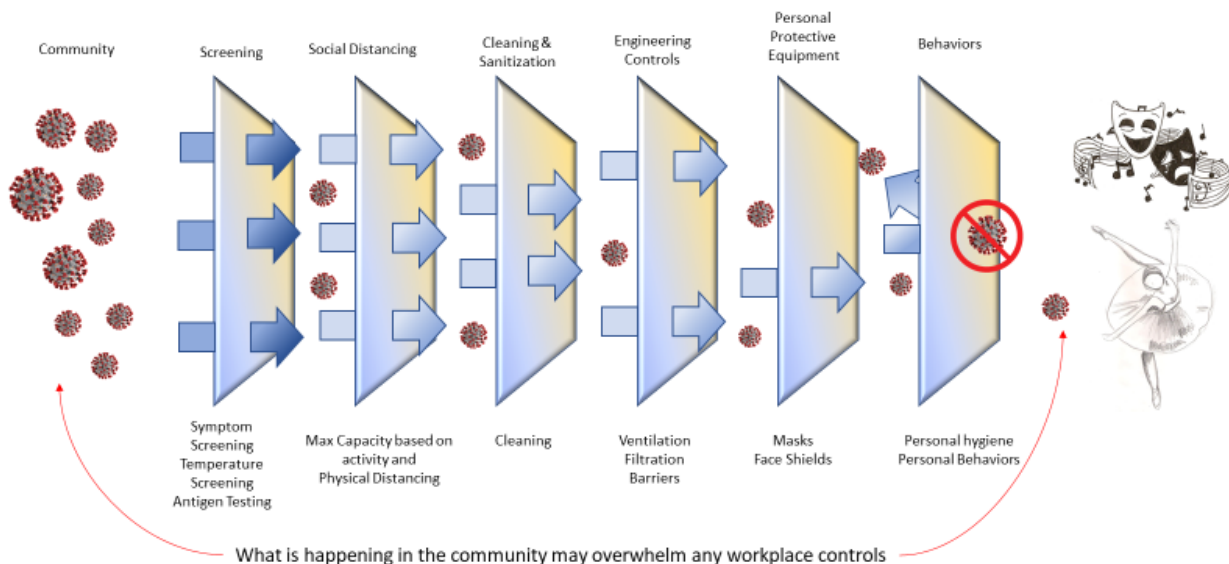 Community
Screening
Social Distancing
Cleaning &
Sanitization
Engineering
Controls
Personal
Protective
Equipment
Behaviors
Symptom
Screening
Temperature
Screening
Antigen Testing
Max Capacity based on
activity and
Physical Distancing
Cleaning
Ventilation
Filtration
Barriers
Masks
Face Shields
Personal hygiene
Personal Behaviors
What is happening in the community may overwhelm any workplace controls